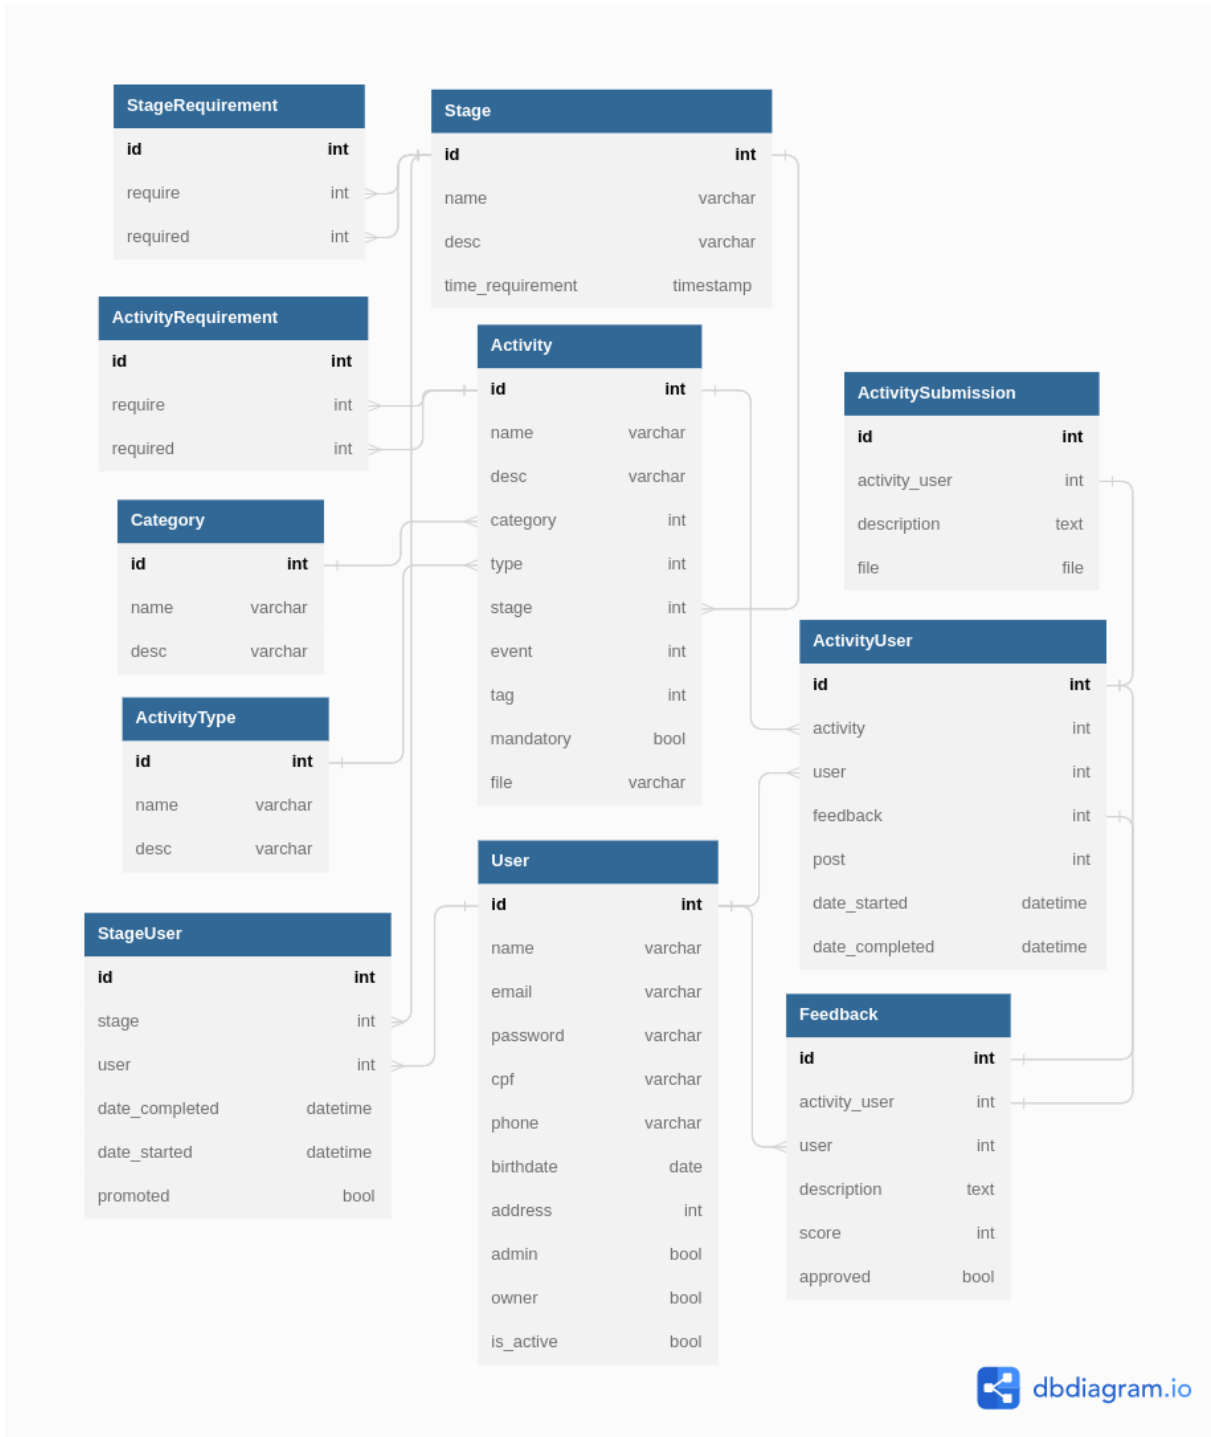 StageRequirement
id int
require int
required int
Stage
id int
name varchar
desc varchar
time_requirement timestamp
ActivityRequirement
id int
require int
required int
Activity
id int
name varchar
desc varchar
category int
type int
stage int
event int
tag int
mandatory bool
file varchar
ActivitySubmission
id int
activity_user int
description text
file file
Category
id int
name varchar
desc varchar
ActivityUser
id int
activity int
user int
feedback int
post int
date_started datetime
date_completed datetime
ActivityType
id int
name varchar
desc varchar
User
id int
name varchar
email varchar
password varchar
cpf varchar
phone varchar
birthdate date
address int
admin bool
owner bool
is_active bool
StageUser
id int
stage int
user int
date_completed datetime
date_started datetime
promoted bool
Feedback
id int
activity_user int
user int
description text
score int
approved bool
dbdiagram.io